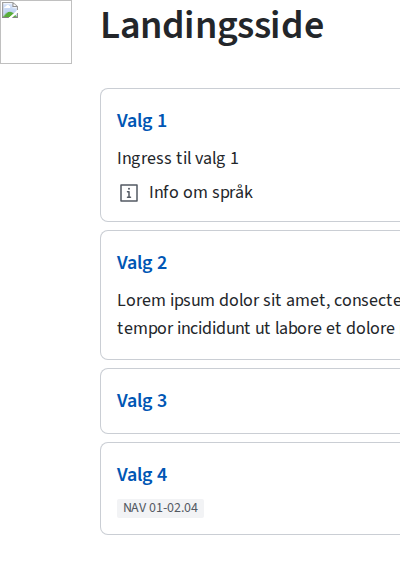 Landingsside
Valg 1
Ingress til valg 1
Info om språk
Valg 2
Lorem ipsum dolor sit amet, consecte
tempor incididunt ut labore et dolore
Valg 3
Valg 4
NAV 01-02.04